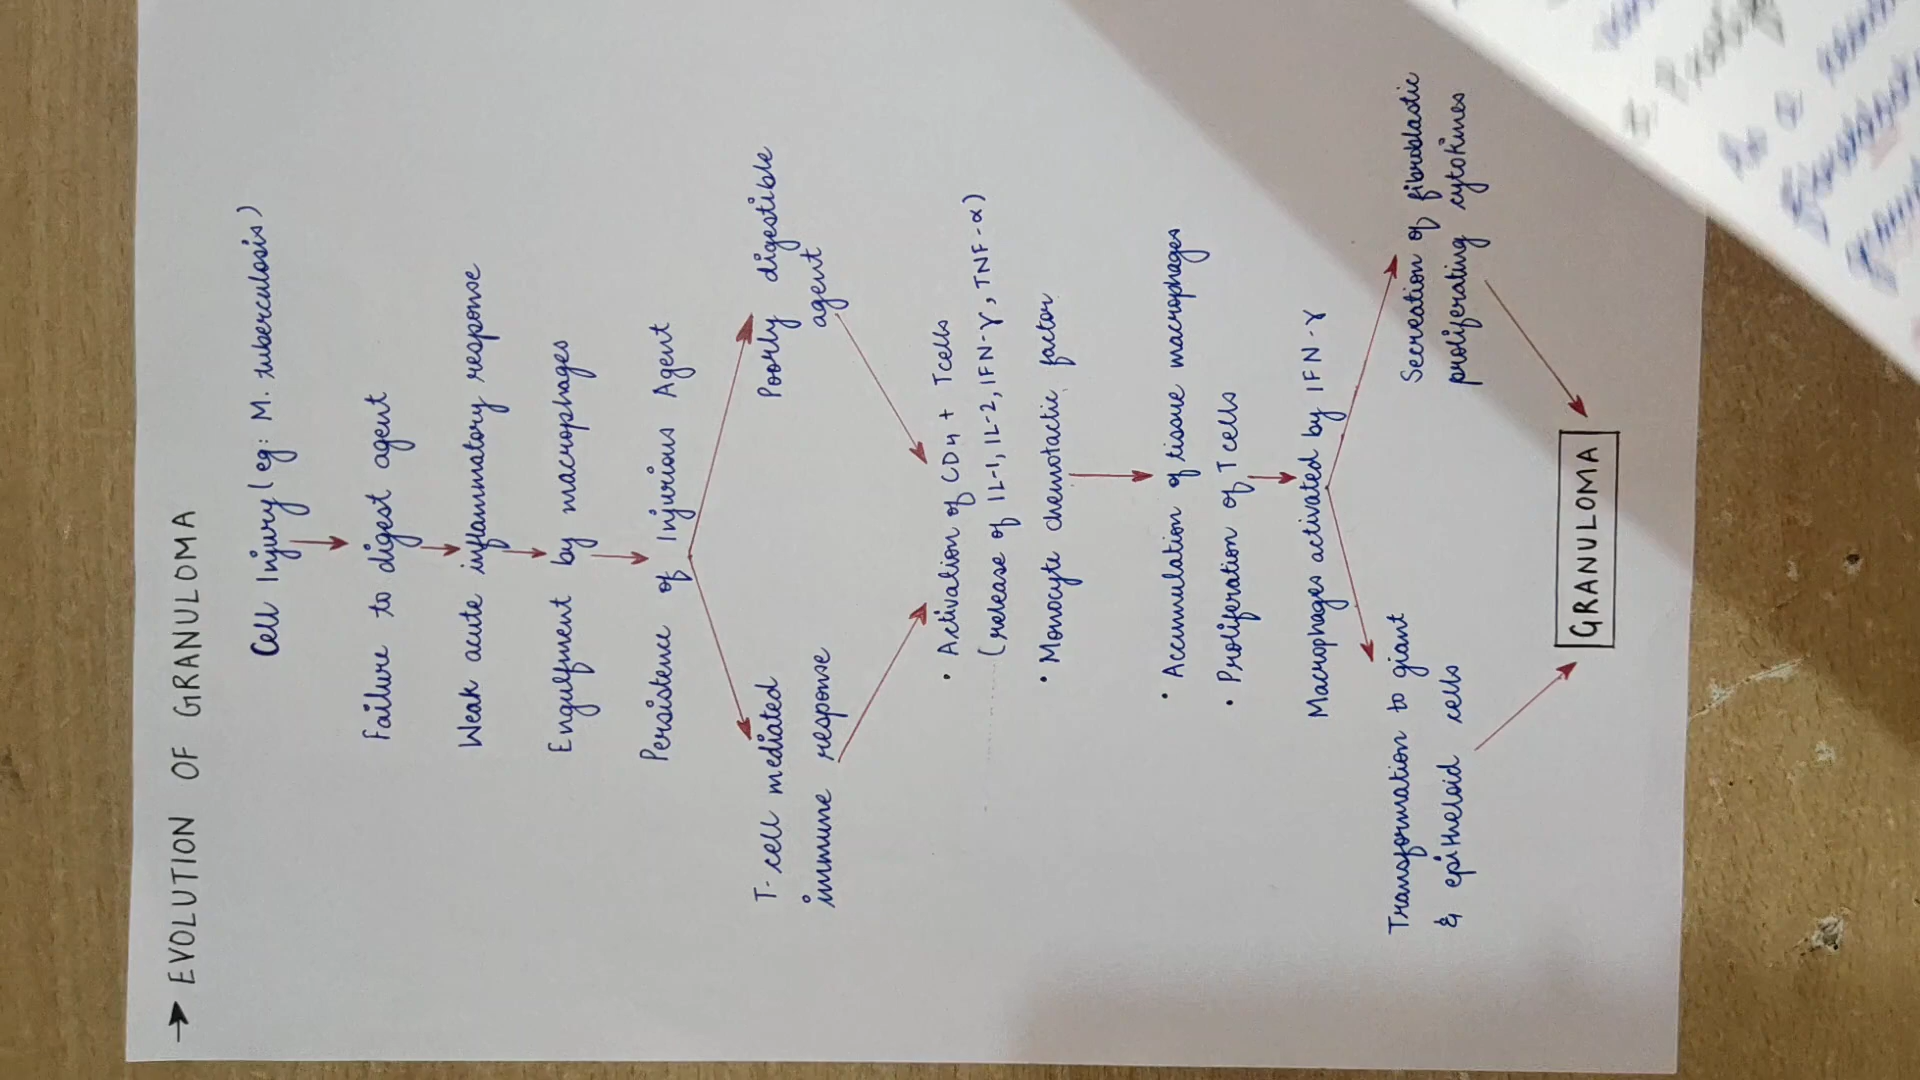 → EVOLUTION OF GRANULOMA
Cell Injury (eg: M. tuberculosis)
Failure to digest agent
Weak acute inflammatory response
Engulfment by macrophages
Persistence of Injurious Agent
T-cell mediated
immune response
Poorly digestible
agent
• Activation of CD4+ Tcells
(release of IL-1, IL-2, IFN-γ, TNF-α)
• Monocyte chemotactic factor
• Accumulation of tissue macrophages
• Proliferation of Tcells
Macrophages activated by IFN-γ
Transformation to giant
& epitheloid cells
Secreation of fibroblastic
proliferating cytokines
GRANULOMA